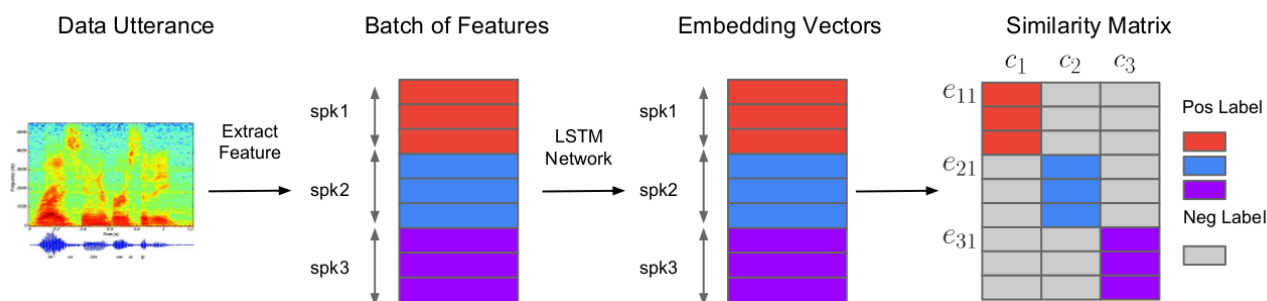 Data Utterance
Batch of Features
Embedding Vectors
Similarity Matrix
Extract
Feature
spk1
spk2
spk3
LSTM
Network
spk1
spk2
spk3
c1 c2 c3
e11
e21
e31
Pos Label
Neg Label